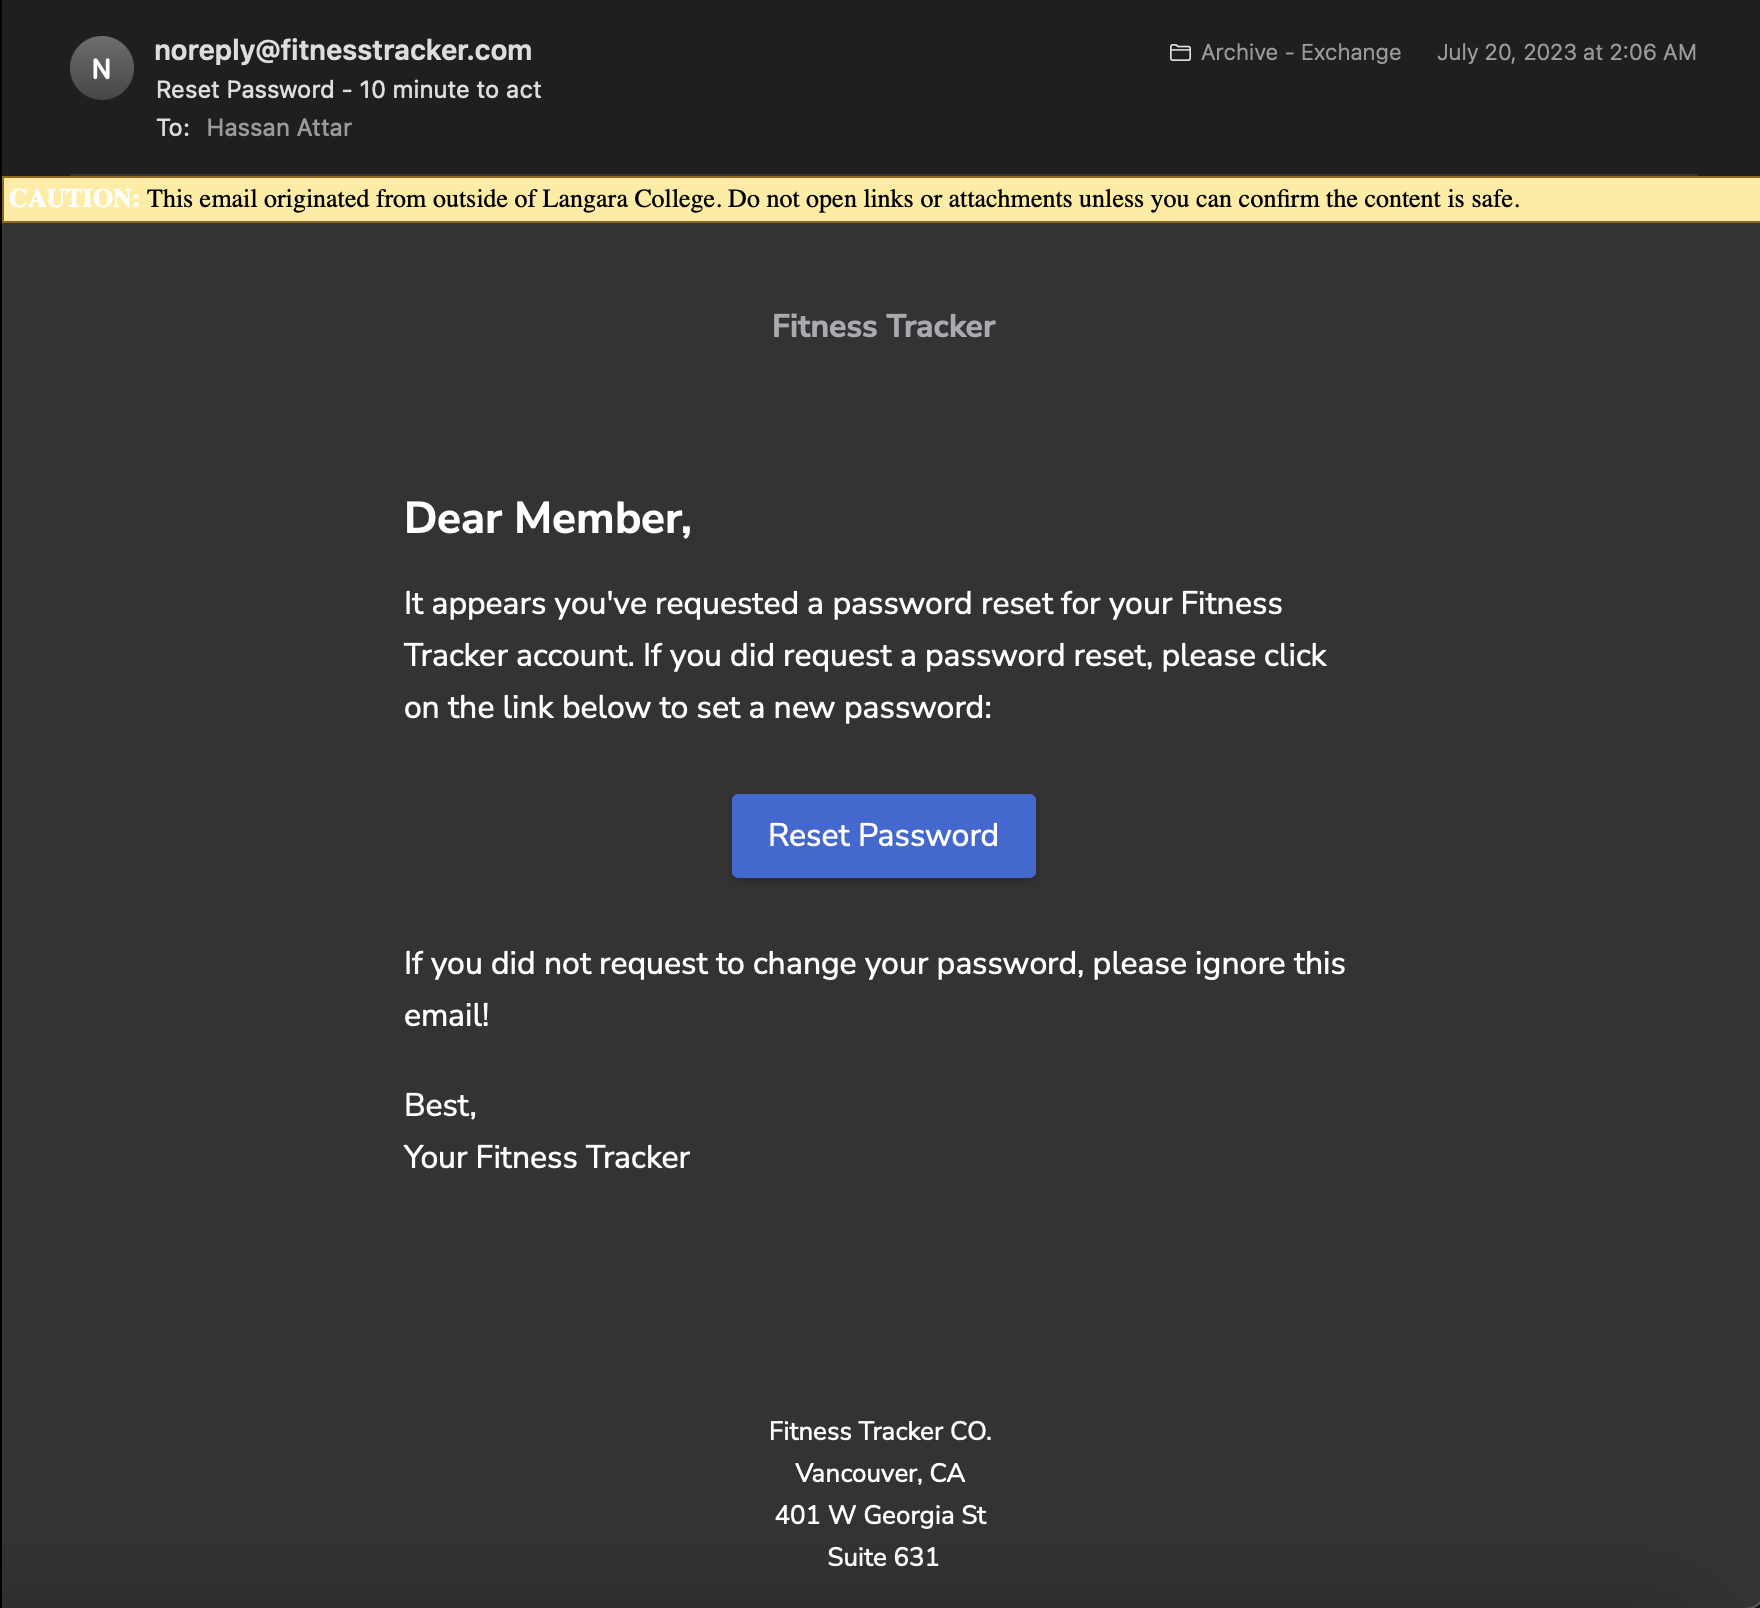 N
noreply@fitnesstracker.com
Archive - Exchange
July 20, 2023 at 2:06 AM
Reset Password - 10 minute to act
To: Hassan Attar
CAUTION: This email originated from outside of Langara College. Do not open links or attachments unless you can confirm the content is safe.
Fitness Tracker
Dear Member,
It appears you've requested a password reset for your Fitness
Tracker account. If you did request a password reset, please click
on the link below to set a new password:
Reset Password
If you did not request to change your password, please ignore this
email!
Best,
Your Fitness Tracker
Fitness Tracker CO.
Vancouver, CA
401 W Georgia St
Suite 631